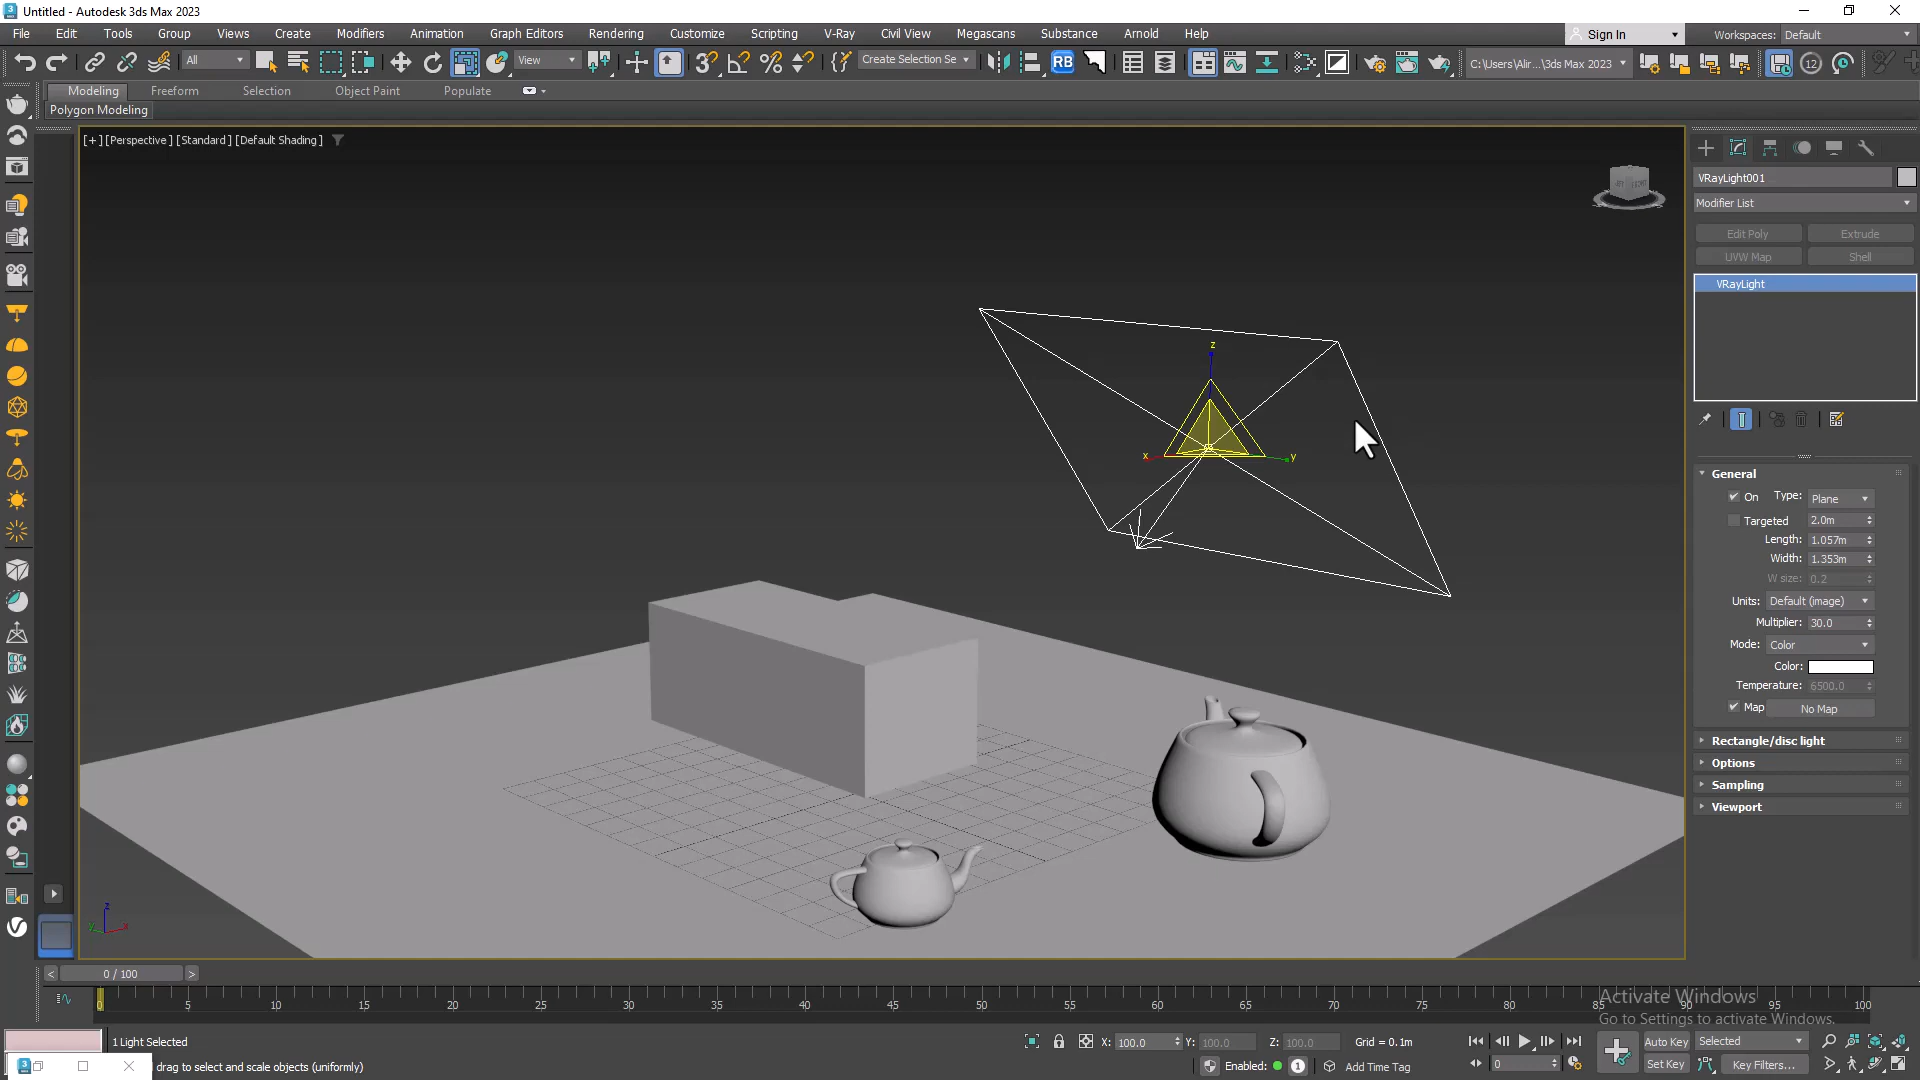 Untitled - Autodesk 3ds Max 2023
File Edit Tools Group Views Create Modifiers Animation Graph Editors Rendering Customize Scripting V-Ray Civil View Megascans Substance Arnold Help
Sign In
Workspaces: Default
All
View
Create Selection Se
RB
C:\Users\Alir...\3ds Max 2023
12
Modeling Freeform Selection Object Paint Populate
Polygon Modeling
[+] [Perspective] [Standard] [Default Shading]
VRayLight001
Modifier List
Edit Poly Extrude
UVW Map Shell
VRayLight
z
x
y
General
On Type: Plane
Targeted 2.0m
Length: 1.057m
Width: 1.353m
W size: 0.2
Units: Default (image)
Multiplier: 30.0
Mode: Color
Color:
Temperature: 6500.0
Map No Map
Rectangle/disc light
Options
Sampling
Viewport
z
y
x
< 0 / 100 >
0 5 10 15 20 25 30 35 40 45 50 55 60 65 70 75 80 85 90 95 100
Activate Windows
Go to Settings to activate Windows.
1 Light Selected
drag to select and scale objects (uniformly)
X: 100.0 Y: 100.0 Z: 100.0 Grid = 0.1m
Enabled: 1 Add Time Tag
0
Auto Key Selected
Set Key Key Filters...